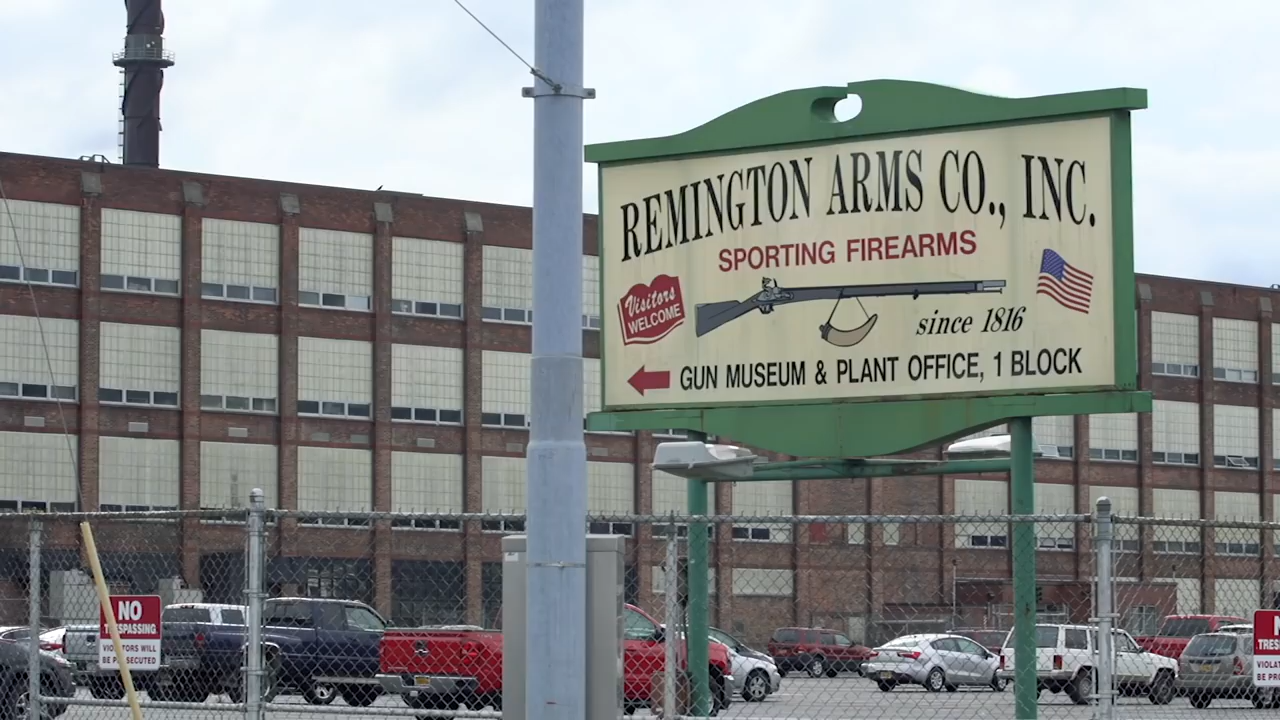 REMINGTON ARMS CO., INC.
SPORTING FIREARMS
Visitors
WELCOME
since 1816
GUN MUSEUM & PLANT OFFICE, 1 BLOCK
NO
TRESPASSING
VIOLATORS WILL
BE PROSECUTED